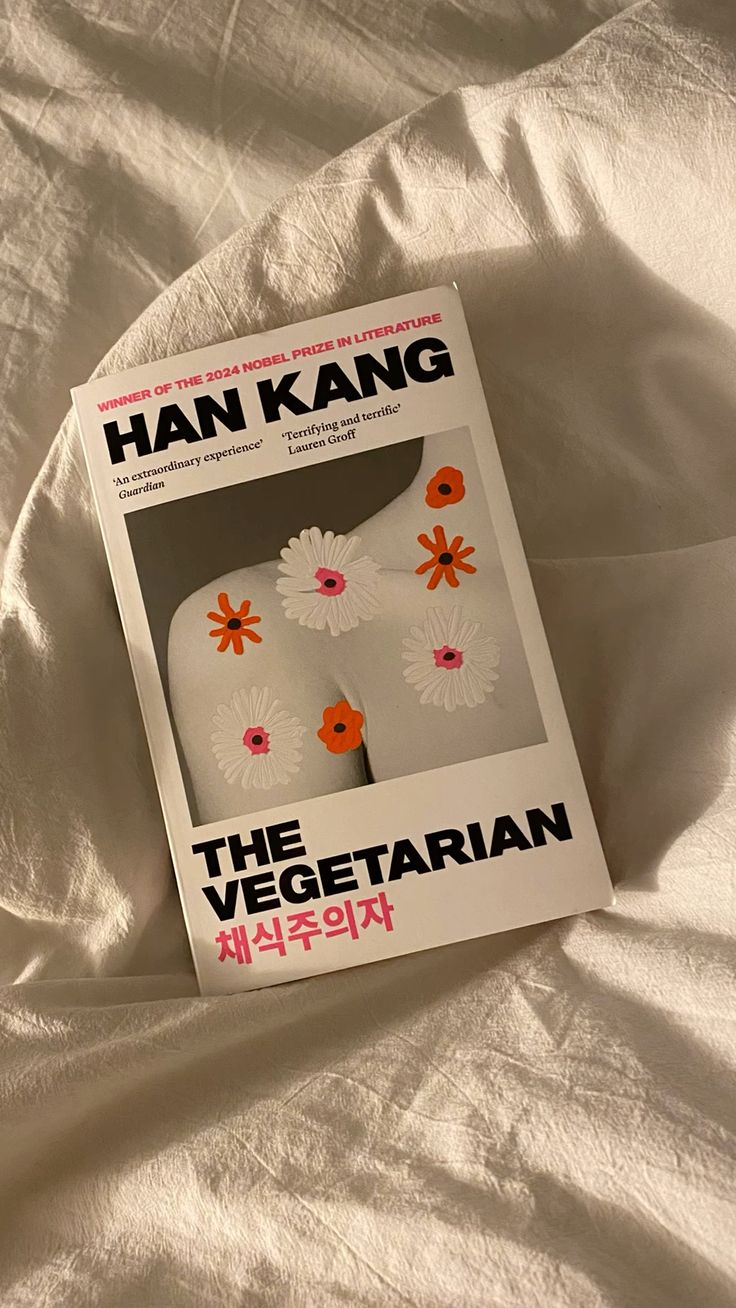 WINNER OF THE 2024 NOBEL PRIZE IN LITERATURE
HAN KANG
‘An extraordinary experience’
Guardian
‘Terrifying and terrific’
Lauren Groff
THE
VEGETARIAN
채식주의자